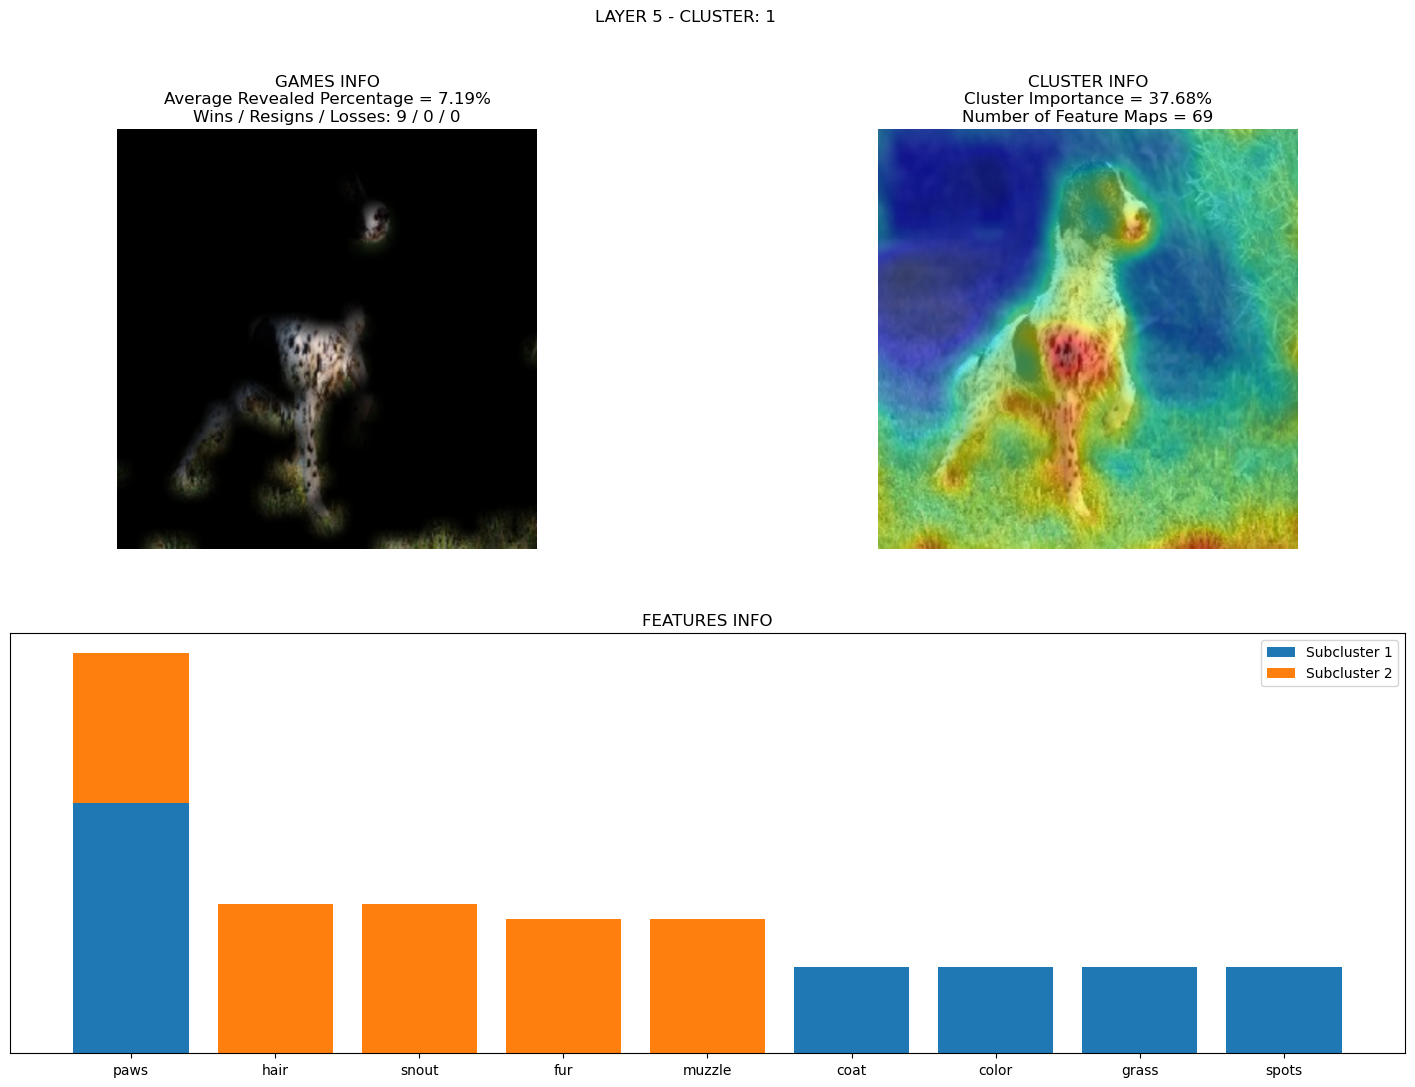 LAYER 5 - CLUSTER: 1
GAMES INFO
Average Revealed Percentage = 7.19%
Wins / Resigns / Losses: 9 / 0 / 0
CLUSTER INFO
Cluster Importance = 37.68%
Number of Feature Maps = 69
FEATURES INFO
Subcluster 1
Subcluster 2
paws hair snout fur muzzle coat color grass spots